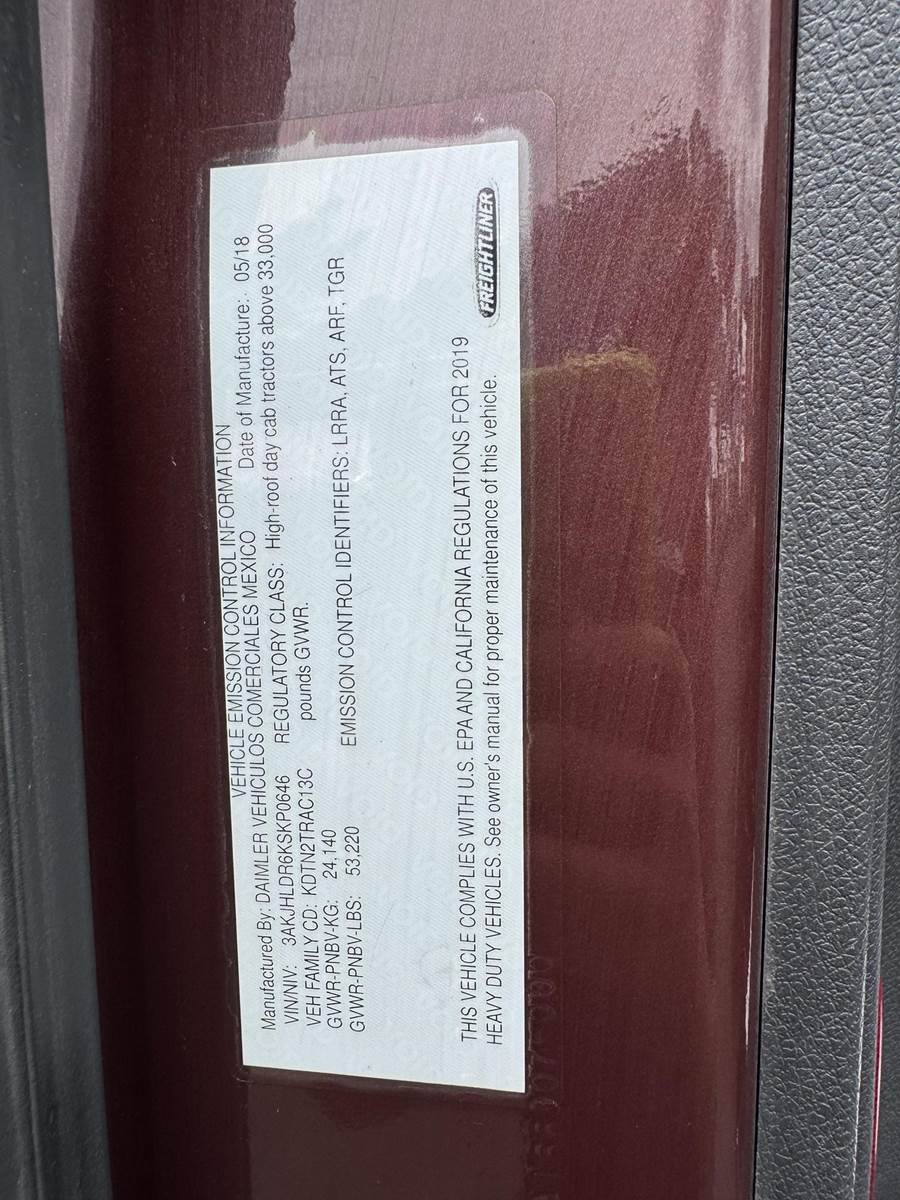 VEHICLE EMISSION CONTROL INFORMATION
Manufactured By: DAIMLER VEHICULOS COMERCIALES MEXICO Date of Manufacture:. 05/18
VIN/NIV: 3AKJHLDR6KSKP0646 REGULATORY CLASS: High-roof day cab tractors above 33,000
VEH FAMILY CD: KDTN2TRAC13C pounds GVWR.
GVWR-PNBV-KG: 24,140
GVWR-PNBV-LBS: 53,220 EMISSION CONTROL IDENTIFIERS: LRRA, ATS, ARF, TGR
THIS VEHICLE COMPLIES WITH U.S. EPA AND CALIFORNIA REGULATIONS FOR 2019
HEAVY DUTY VEHICLES. See owner's manual for proper maintenance of this vehicle.
FREIGHTLINER